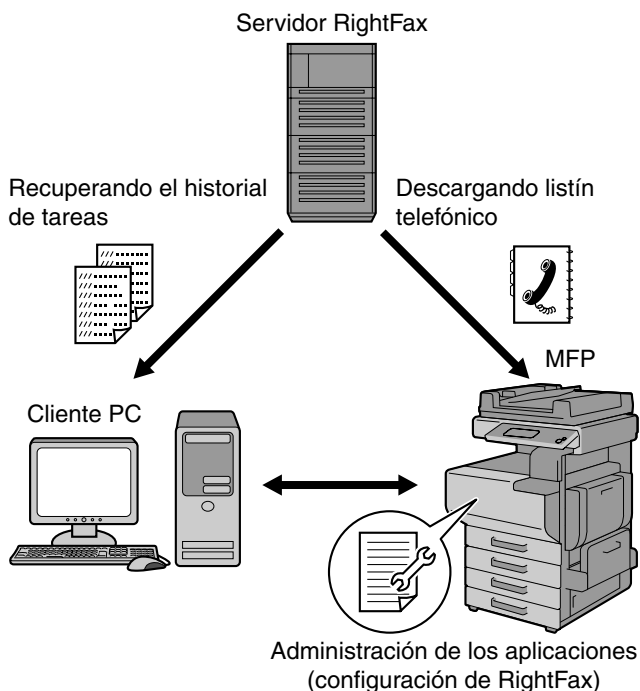 Servidor RightFax
Recuperando el historial
de tareas
Descargando listín
telefónico
MFP
Cliente PC
Administración de los aplicaciones
(configuración de RightFax)